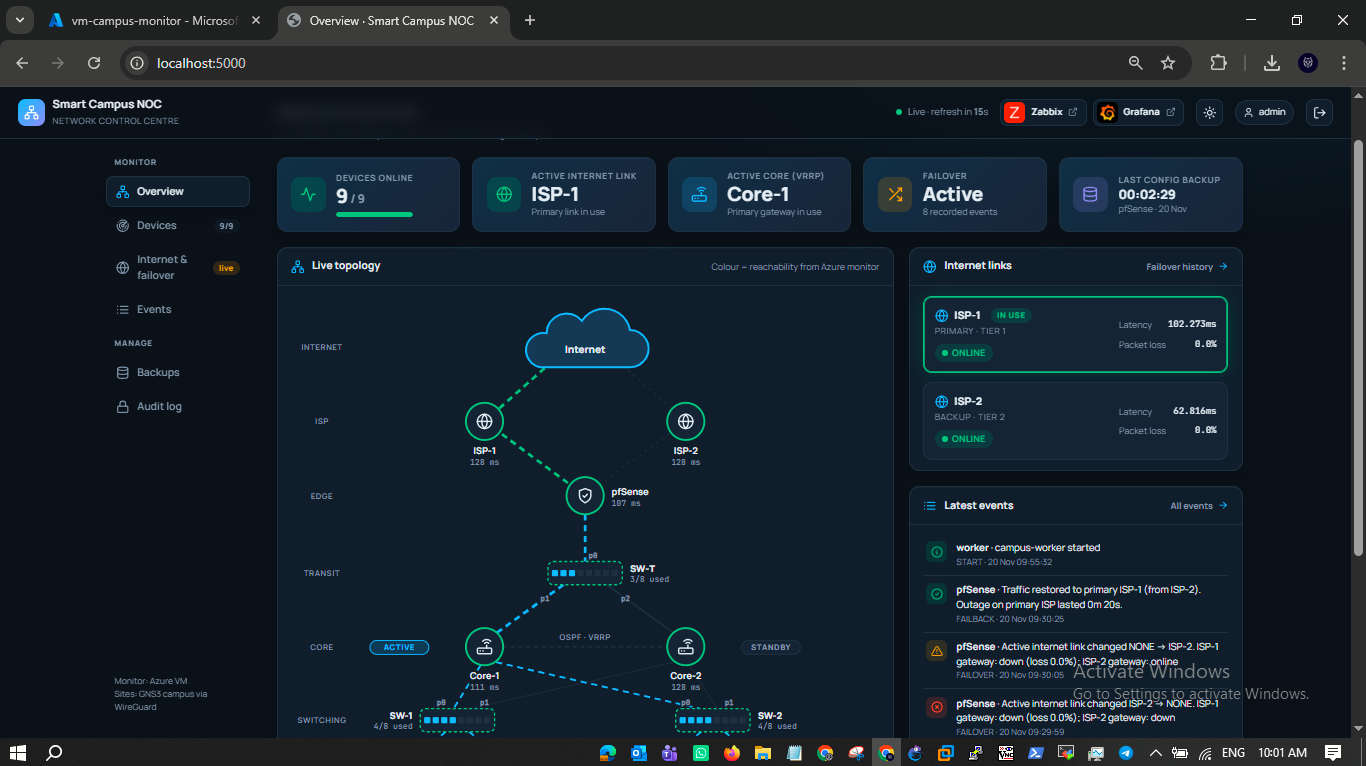 vm-campus-monitor - Microsof
Overview · Smart Campus NOC
localhost:5000
Smart Campus NOC
NETWORK CONTROL CENTRE
Live · refresh in 15s
Zabbix
Grafana
admin
MONITOR
Overview
Devices
9/9
Internet &
failover
live
Events
MANAGE
Backups
Audit log
Monitor: Azure VM
Sites: GNS3 campus via
WireGuard
DEVICES ONLINE
9 / 9
ACTIVE INTERNET LINK
ISP-1
Primary link in use
ACTIVE CORE (VRRP)
Core-1
Primary gateway in use
FAILOVER
Active
8 recorded events
LAST CONFIG BACKUP
00:02:29
pfSense · 20 Nov
Live topology
Colour = reachability from Azure monitor
INTERNET
Internet
ISP
ISP-1
128 ms
ISP-2
128 ms
EDGE
pfSense
107 ms
TRANSIT
p0
SW-T
3/8 used
p1
p2
CORE
ACTIVE
OSPF · VRRP
STANDBY
Core-1
111 ms
Core-2
128 ms
p0
p1
p0
p1
SWITCHING
SW-1
4/8 used
SW-2
4/8 used
Internet links
Failover history
ISP-1
IN USE
PRIMARY · TIER 1
ONLINE
Latency 102.273ms
Packet loss 0.0%
ISP-2
BACKUP · TIER 2
ONLINE
Latency 62.816ms
Packet loss 0.0%
Latest events
All events
worker · campus-worker started
START · 20 Nov 09:55:32
pfSense · Traffic restored to primary ISP-1 (from ISP-2).
Outage on primary ISP lasted 0m 20s.
FAILBACK · 20 Nov 09:30:25
pfSense · Active internet link changed NONE → ISP-2. ISP-1
gateway: down (loss 0.0%); ISP-2 gateway: online
FAILOVER · 20 Nov 09:30:05
pfSense · Active internet link changed ISP-2 → NONE. ISP-1
gateway: down (loss 0.0%); ISP-2 gateway: down
FAILOVER · 20 Nov 09:29:59
Activate Windows
Go to Settings to activate Windows.
ENG
10:01 AM